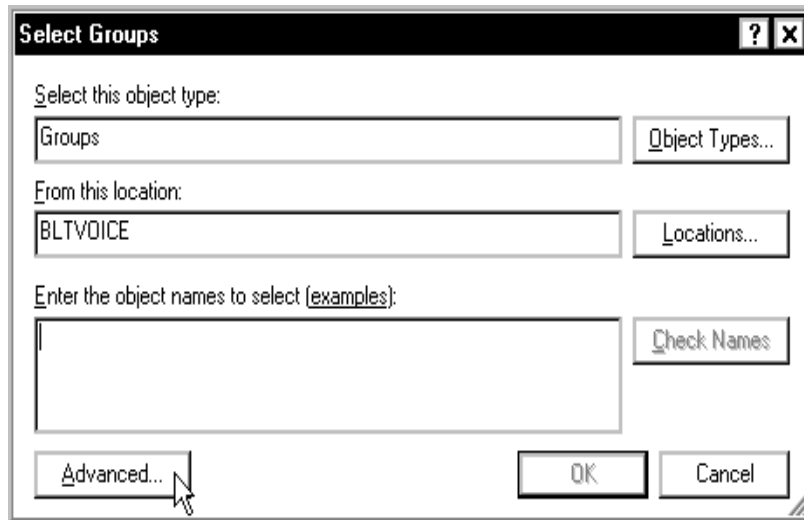 Select Groups
? X
Select this object type:
Groups
Object Types...
From this location:
BLTVOICE
Locations...
Enter the object names to select (examples):
Check Names
Advanced...
OK
Cancel